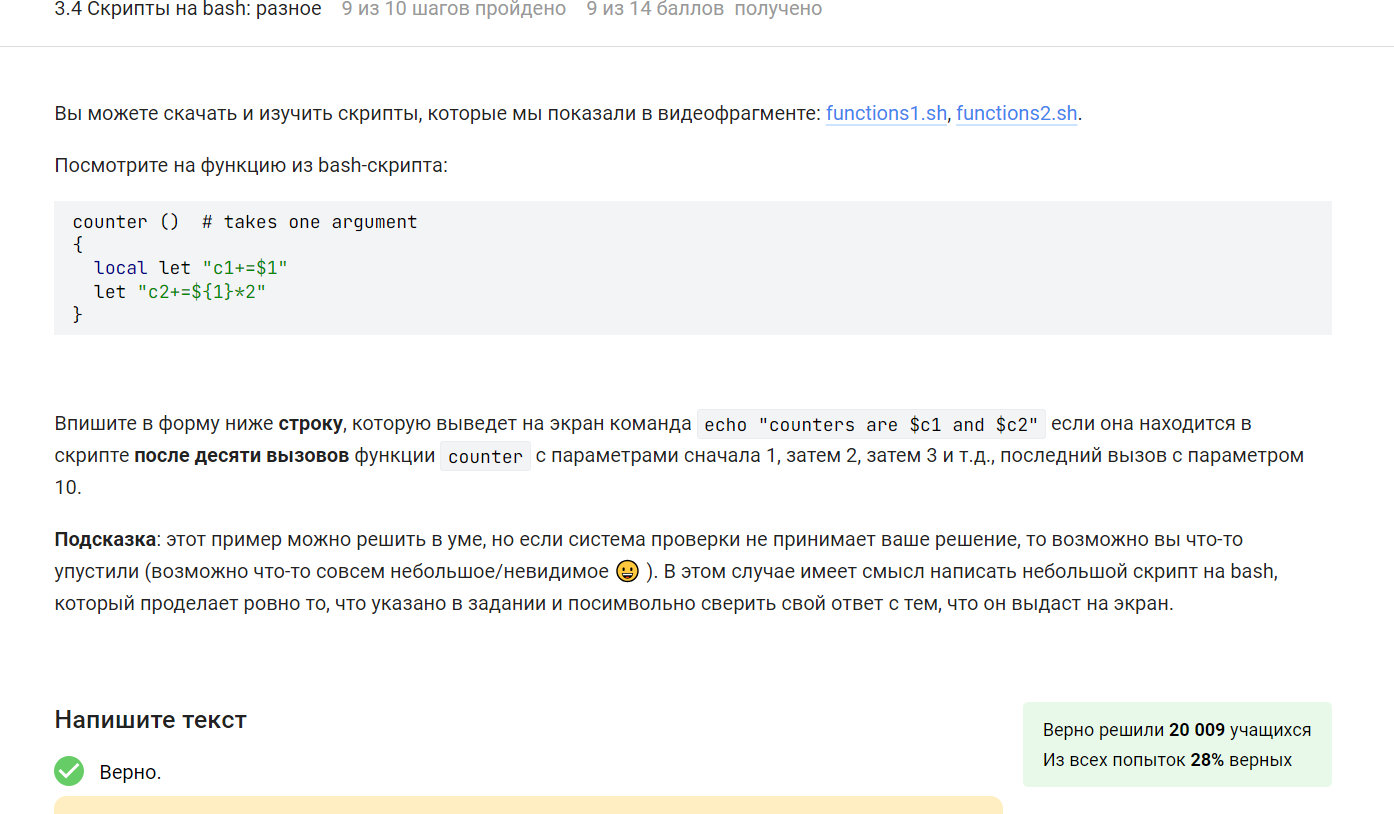 3.4 Скрипты на bash: разное 9 из 10 шагов пройдено 9 из 14 баллов получено
Вы можете скачать и изучить скрипты, которые мы показали в видеофрагменте: functions1.sh, functions2.sh.
Посмотрите на функцию из bash-скрипта:
counter ()  # takes one argument
{
  local let "c1+=$1"
  let "c2+=${1}*2"
}
Впишите в форму ниже строку, которую выведет на экран команда echo "counters are $c1 and $c2" если она находится в
скрипте после десяти вызовов функции counter с параметрами сначала 1, затем 2, затем 3 и т.д., последний вызов с параметром
10.
Подсказка: этот пример можно решить в уме, но если система проверки не принимает ваше решение, то возможно вы что-то
упустили (возможно что-то совсем небольшое/невидимое 😀 ). В этом случае имеет смысл написать небольшой скрипт на bash,
который проделает ровно то, что указано в задании и посимвольно сверить свой ответ с тем, что он выдаст на экран.
Напишите текст
Верно решили 20 009 учащихся
Из всех попыток 28% верных
Верно.